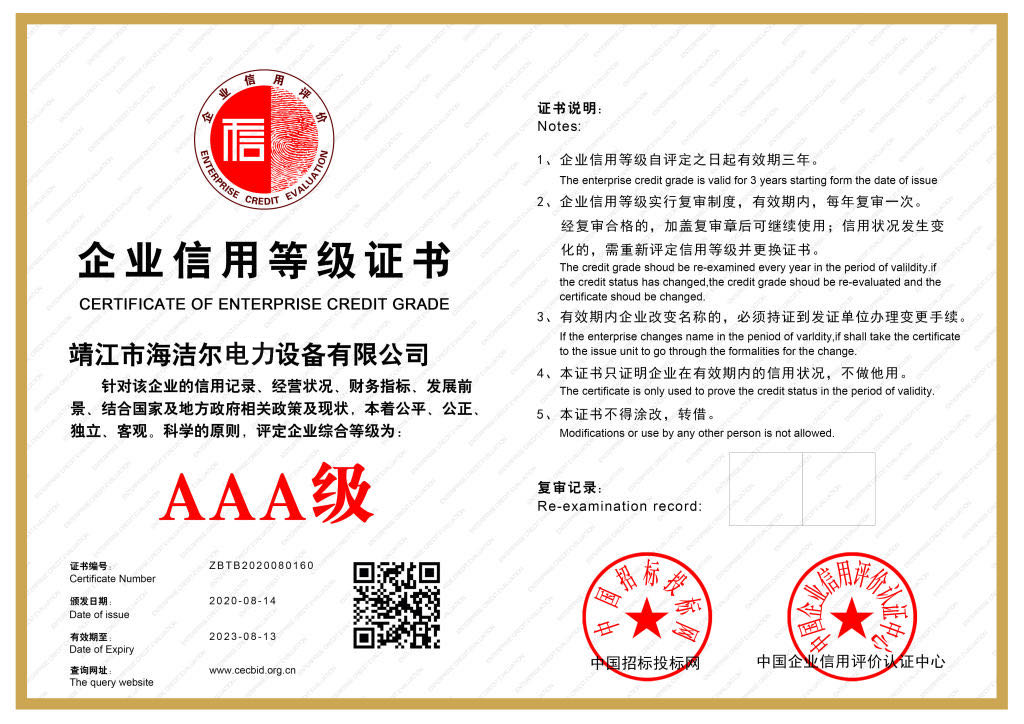 企业信用评价
信
ENTERPRISE CREDIT EVALUATION
企业信用等级证书
CERTIFICATE OF ENTERPRISE CREDIT GRADE
靖江市海洁尔电力设备有限公司
针对该企业的信用记录、经营状况、财务指标、发展前
景、结合国家及地方政府相关政策及现状，本着公平、公正、
独立、客观。科学的原则，评定企业综合等级为：
AAA级
证书编号： ZBTB2020080160
Certificate Number
颁发日期： 2020-08-14
Date of issue
有效期至： 2023-08-13
Date of Expiry
查询网址： www.cecbid.org.cn
The query website
证书说明：
Notes:
1、企业信用等级自评定之日起有效期三年。
The enterprise credit grade is valid for 3 years starting form the date of issue
2、企业信用等级实行复审制度，有效期内，每年复审一次。
经复审合格的，加盖复审章后可继续使用；信用状况发生变
化的，需重新评定信用等级并更换证书。
The credit grade shoud be re-examined every year in the period of valildity.if
the credit status has changed,the credit grade shoud be re-evaluated and the
certificate shoud be changed.
3、有效期内企业改变名称的，必须持证到发证单位办理变更手续。
If the enterprise changes name in the peniod of varldity,if shall take the certificate
to the issue unit to go through the formalities for the change.
4、本证书只证明企业在有效期内的信用状况，不做他用。
The certificate is only used to prove the credit status in the period of validity.
5、本证书不得涂改，转借。
Modifications or use by any other person is not allowed.
复审记录：
Re-examination record:
中国招标投标网
中国招标投标网
中国企业信用评价认证中心
中国企业信用评价认证中心